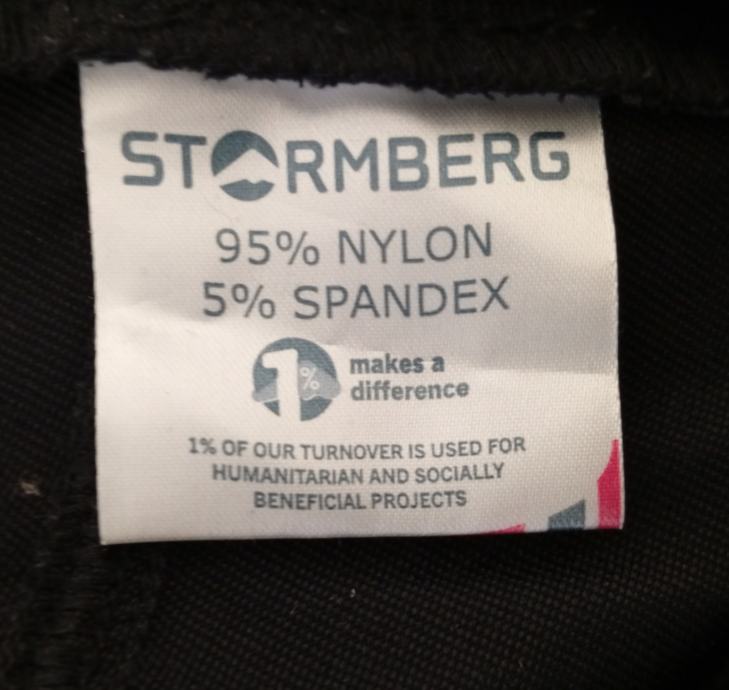 STORMBERG
95% NYLON
5% SPANDEX
1% makes a
difference
1% OF OUR TURNOVER IS USED FOR
HUMANITARIAN AND SOCIALLY
BENEFICIAL PROJECTS